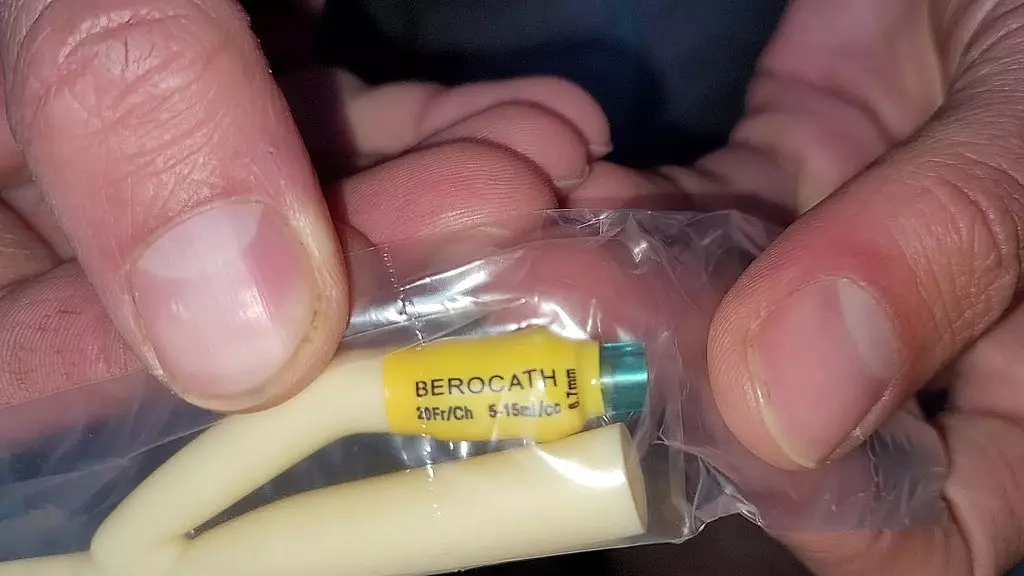 BEROCATH
20Fr/Ch 5-15ml/cc
6.7mm